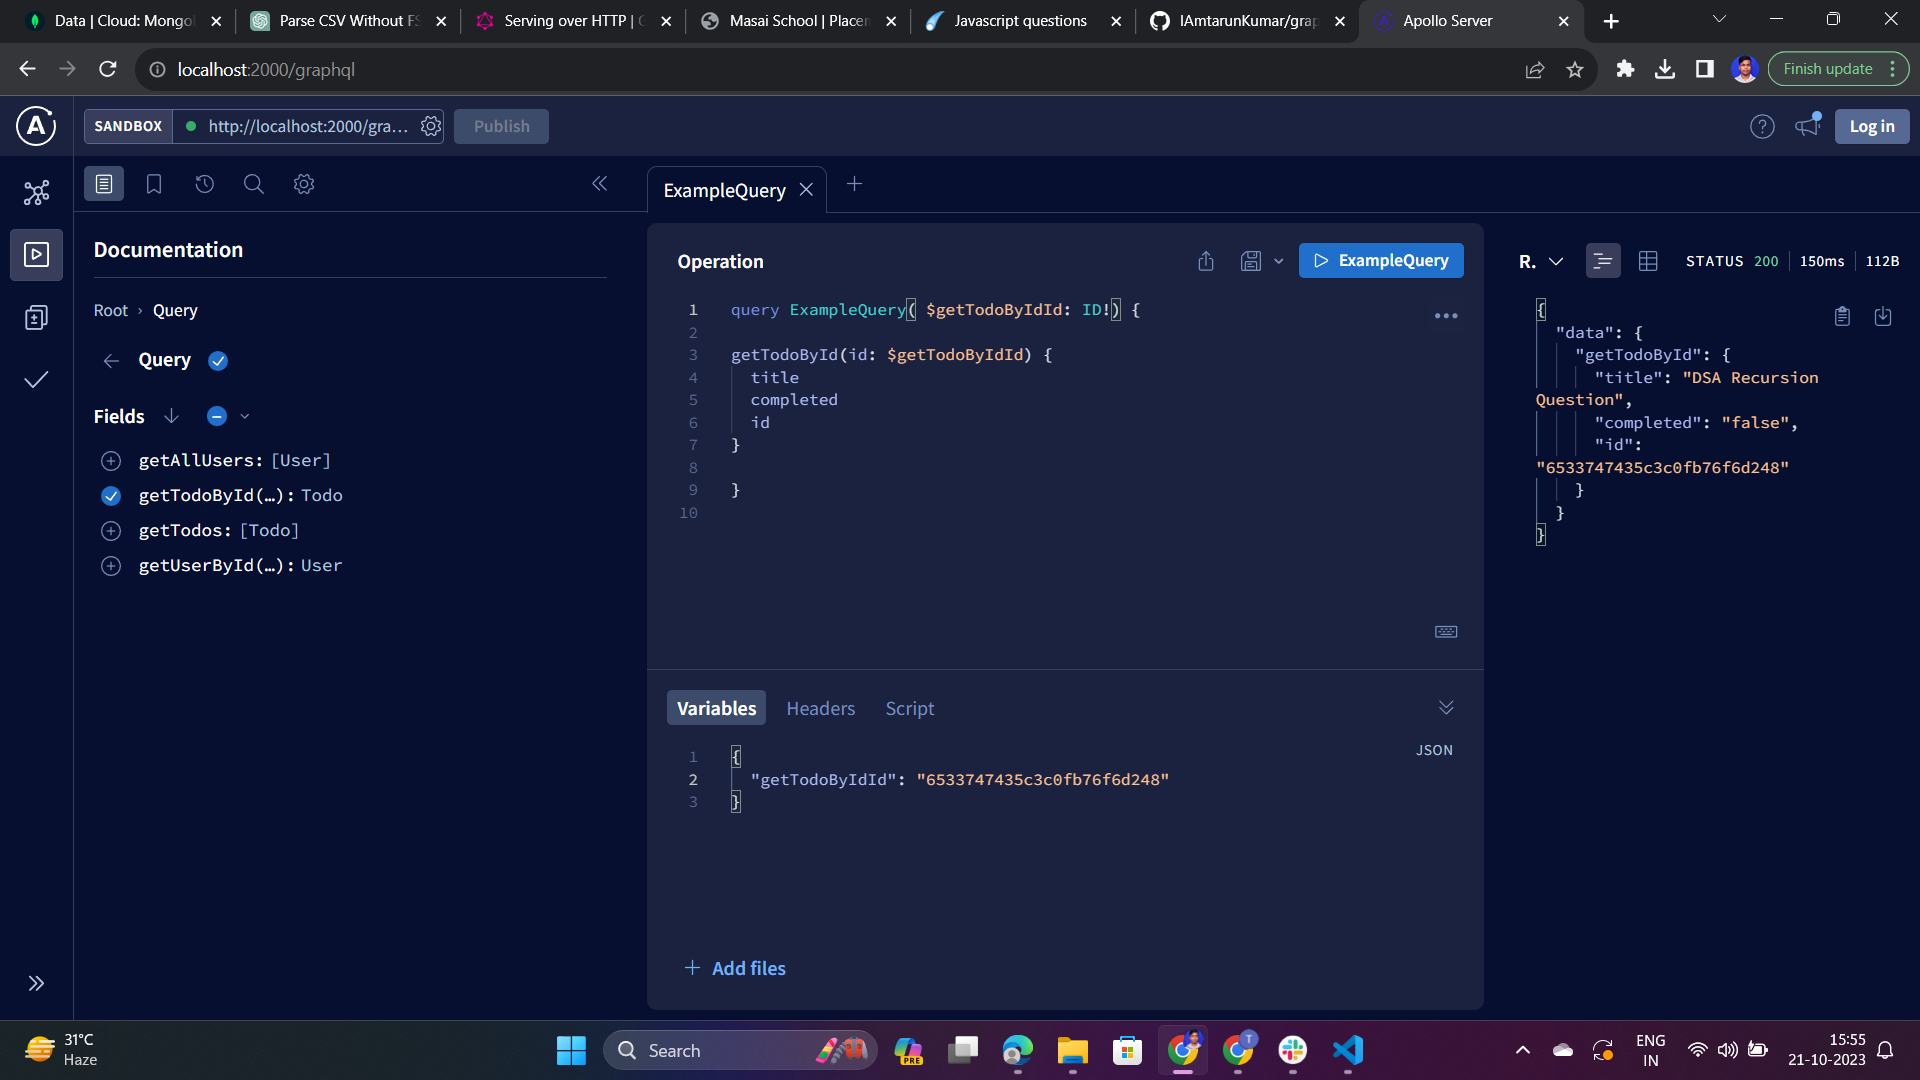 Data | Cloud: Mongo
Parse CSV Without FS
Serving over HTTP | G
Masai School | Placem
Javascript questions
IAmtarunKumar/grap
Apollo Server
localhost:2000/graphql
Finish update
SANDBOX
http://localhost:2000/gra...
Publish
Log in
ExampleQuery
Documentation
Root › Query
Query
Fields
getAllUsers: [User]
getTodoById(…): Todo
getTodos: [Todo]
getUserById(…): User
Operation
ExampleQuery
1 query ExampleQuery( $getTodoByIdId: ID!) {
2
3 getTodoById(id: $getTodoByIdId) {
4 title
5 completed
6 id
7 }
8
9 }
10
Variables
Headers
Script
JSON
1 {
2 "getTodoByIdId": "6533747435c3c0fb76f6d248"
3 }
+ Add files
R.
STATUS 200
150ms
112B
{
"data": {
"getTodoById": {
"title": "DSA Recursion
Question",
"completed": "false",
"id":
"6533747435c3c0fb76f6d248"
}
}
}
31°C
Haze
Search
PRE
T
ENG
IN
15:55
21-10-2023